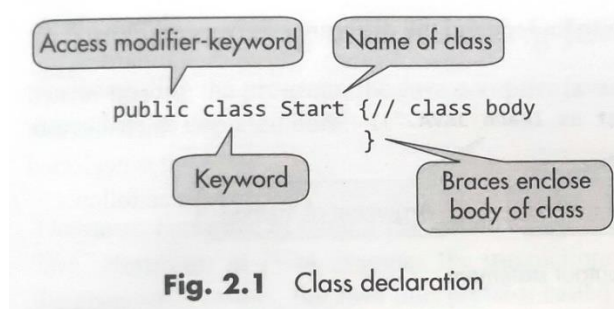 Access modifier-keyword
Name of class
public class Start {// class body
}
Keyword
Braces enclose
body of class
Fig. 2.1 Class declaration